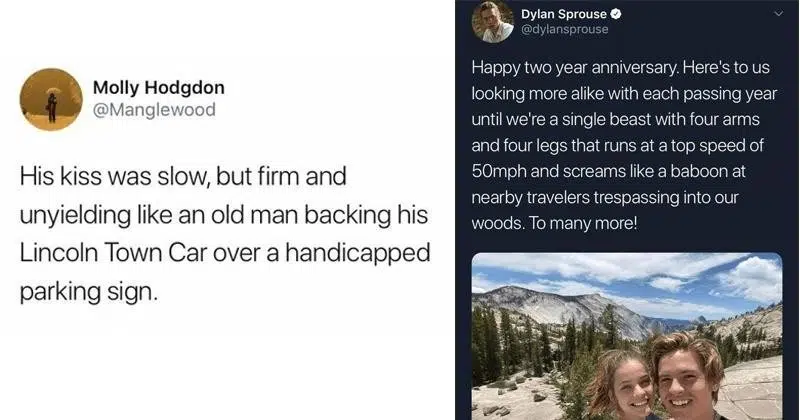 Molly Hodgdon
@Manglewood
His kiss was slow, but firm and
unyielding like an old man backing his
Lincoln Town Car over a handicapped
parking sign.
Dylan Sprouse
@dylansprouse
Happy two year anniversary. Here's to us
looking more alike with each passing year
until we're a single beast with four arms
and four legs that runs at a top speed of
50mph and screams like a baboon at
nearby travelers trespassing into our
woods. To many more!